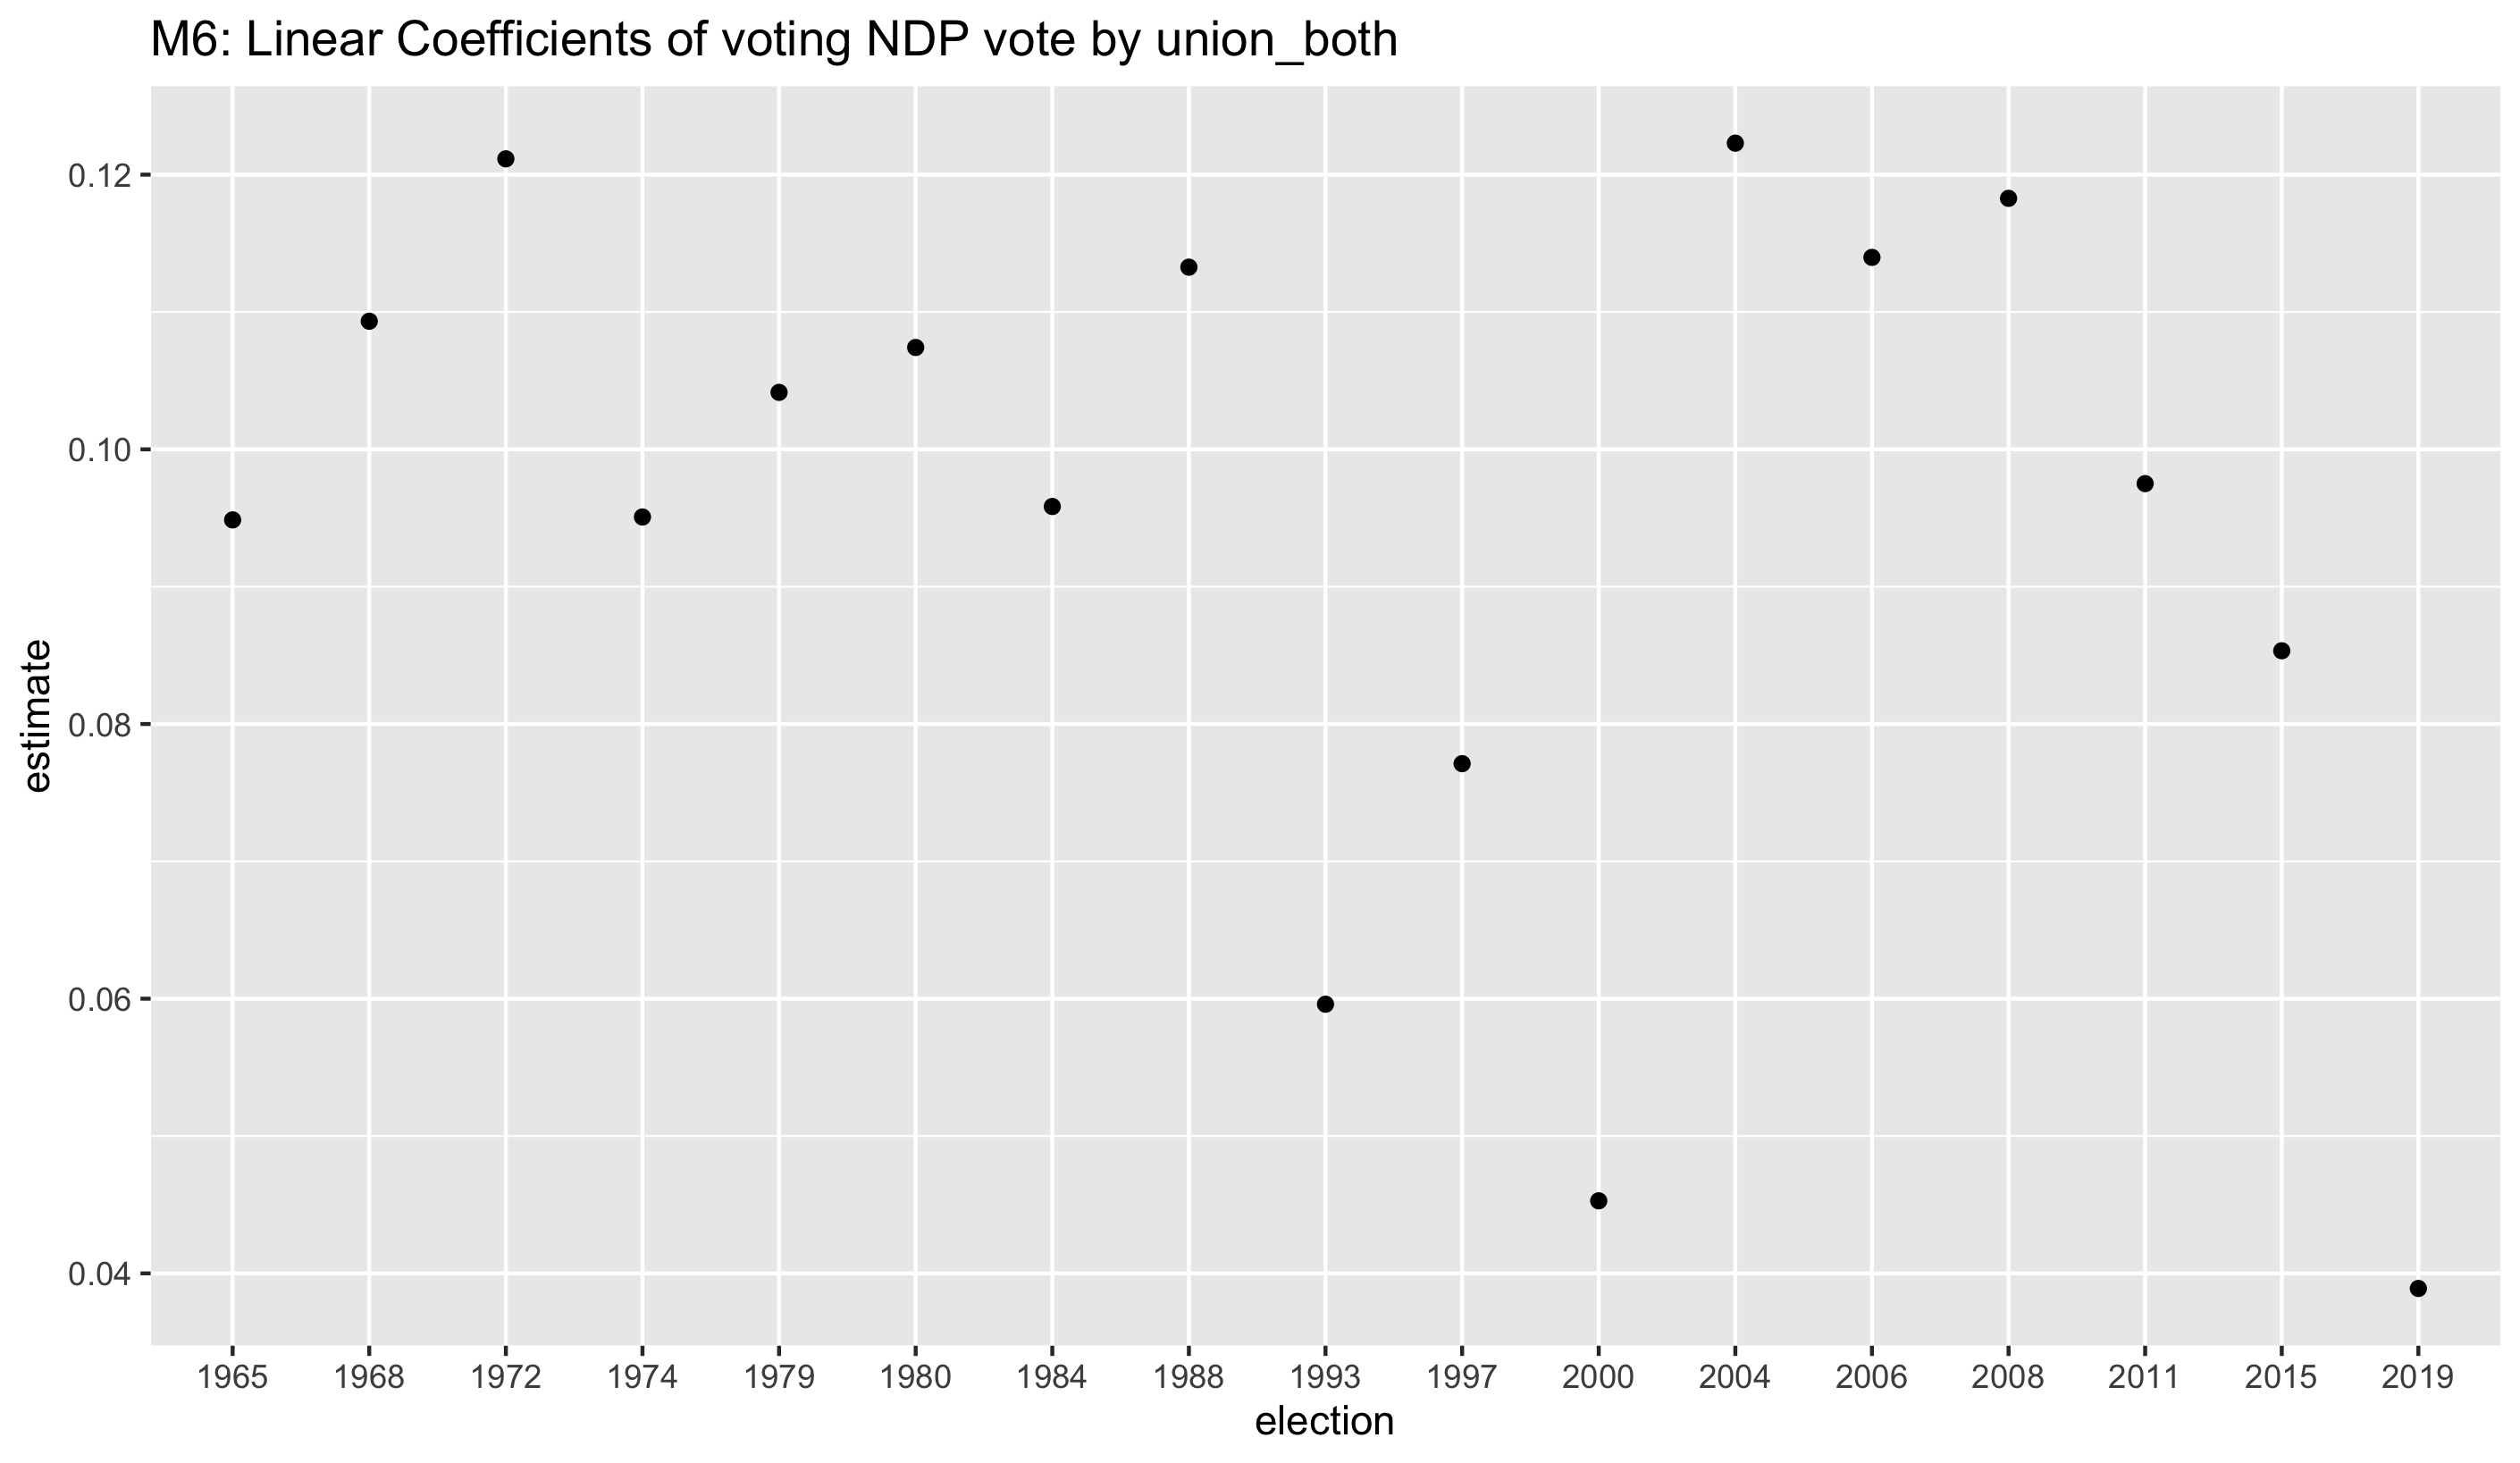 M6: Linear Coefficients of voting NDP vote by union_both
estimate
0.12
0.10
0.08
0.06
0.04
1965 1968 1972 1974 1979 1980 1984 1988 1993 1997 2000 2004 2006 2008 2011 2015 2019
election